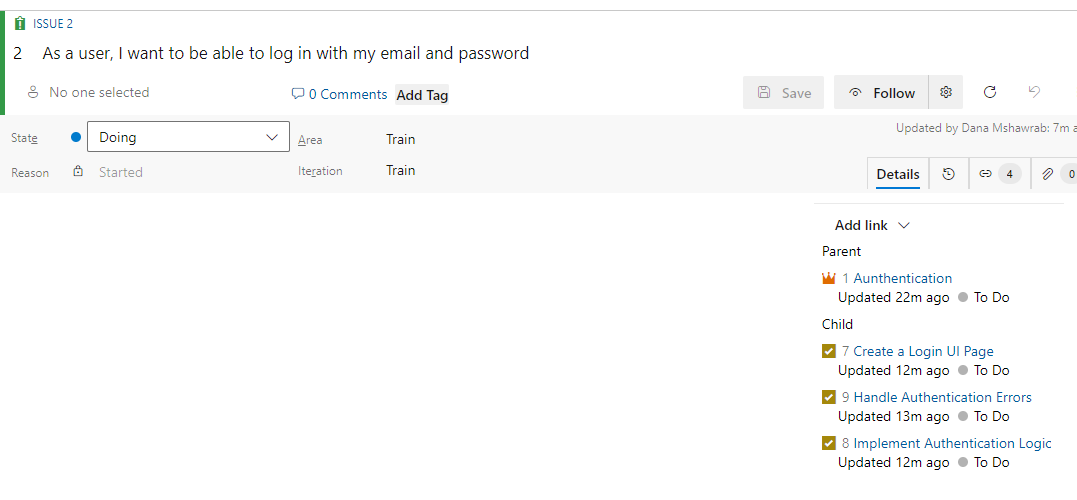 ISSUE 2
2 As a user, I want to be able to log in with my email and password
No one selected
0 Comments
Add Tag
Save
Follow
State
Doing
Area
Train
Updated by Dana Mshawrab: 7m a
Reason
Started
Iteration
Train
Details
4
0
Add link
Parent
1 Aunthentication
Updated 22m ago To Do
Child
7 Create a Login UI Page
Updated 12m ago To Do
9 Handle Authentication Errors
Updated 13m ago To Do
8 Implement Authentication Logic
Updated 12m ago To Do